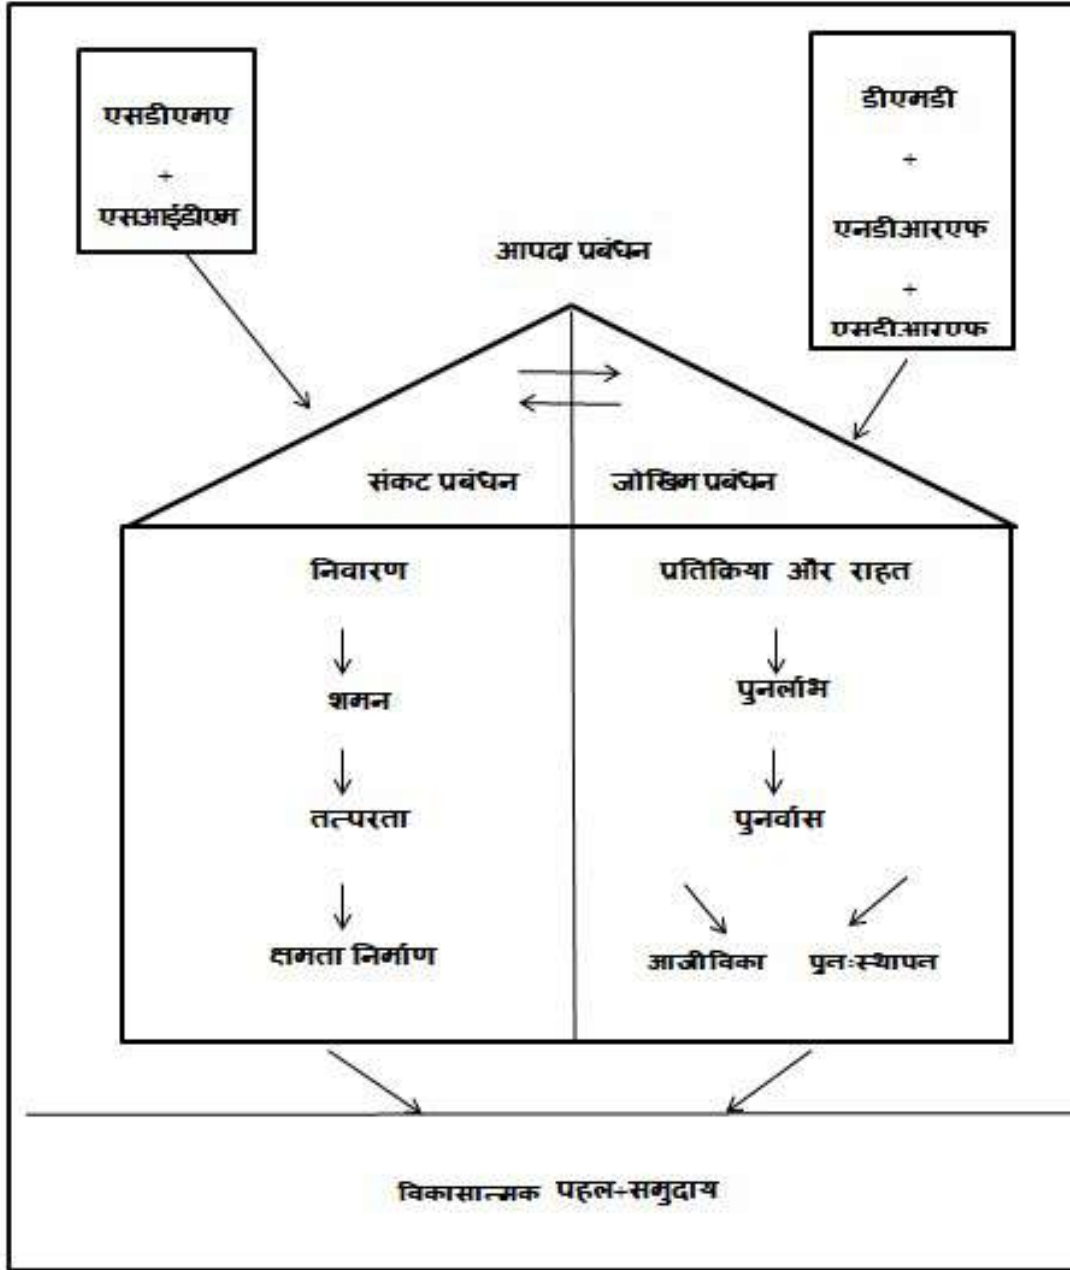 एसडीएमए
+
एसआईडीएम
डीएमडी
+
एनडीआरएफ
+
एसडीआरएफ
आपदा प्रबंधन
संकट प्रबंधन
जोखिम प्रबंधन
निवारण
शमन
तत्परता
क्षमता निर्माण
प्रतिक्रिया और राहत
पुनर्लाभ
पुनर्वास
आजीविका पुनःस्थापन
विकासात्मक पहल+समुदाय